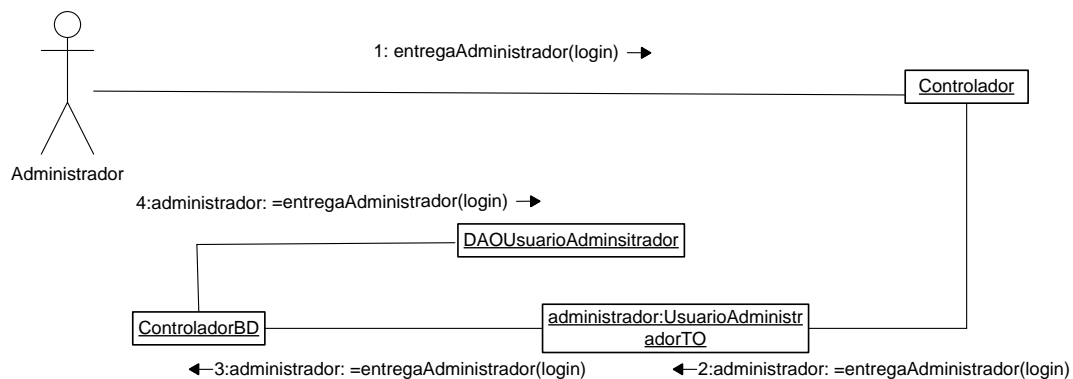 1: entregaAdministrador(login)
Controlador
Administrador
4:administrador: =entregaAdministrador(login)
DAOUsuarioAdminsitrador
ControladorBD
administrador:UsuarioAdministr
adorTO
3:administrador: =entregaAdministrador(login)
2:administrador: =entregaAdministrador(login)